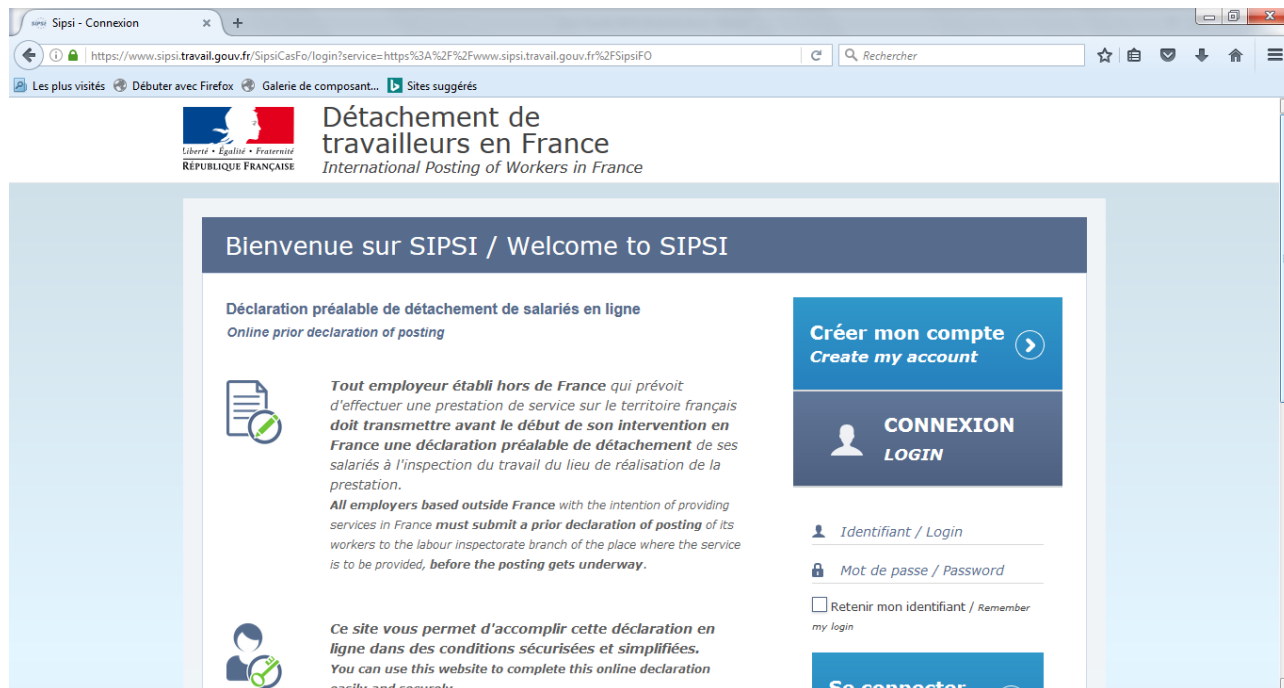 Sipsi - Connexion
https://www.sipsi.travail.gouv.fr/SipsiCasFo/login?service=https%3A%2F%2Fwww.sipsi.travail.gouv.fr%2FSipsiFO
Rechercher
Les plus visités Débuter avec Firefox Galerie de composant... Sites suggérés
Liberté • Égalité • Fraternité
RÉPUBLIQUE FRANÇAISE
Détachement de
travailleurs en France
International Posting of Workers in France
Bienvenue sur SIPSI / Welcome to SIPSI
Déclaration préalable de détachement de salariés en ligne
Online prior declaration of posting
Tout employeur établi hors de France qui prévoit
d'effectuer une prestation de service sur le territoire français
doit transmettre avant le début de son intervention en
France une déclaration préalable de détachement de ses
salariés à l'inspection du travail du lieu de réalisation de la
prestation.
All employers based outside France with the intention of providing
services in France must submit a prior declaration of posting of its
workers to the labour inspectorate branch of the place where the service
is to be provided, before the posting gets underway.
Ce site vous permet d'accomplir cette déclaration en
ligne dans des conditions sécurisées et simplifiées.
You can use this website to complete this online declaration
easily and securely.
Créer mon compte
Create my account
CONNEXION
LOGIN
Identifiant / Login
Mot de passe / Password
Retenir mon identifiant / Remember
my login
Se connecter